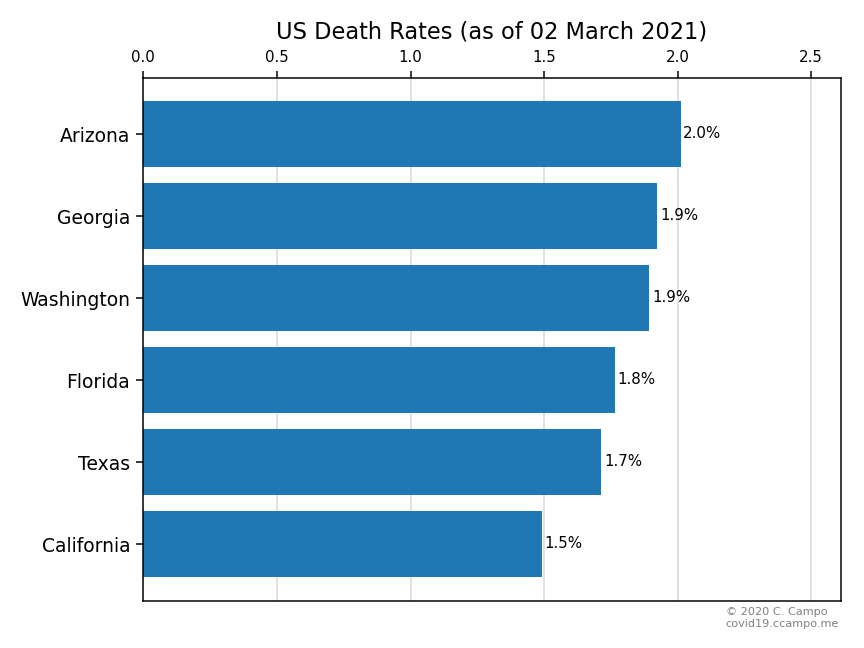 US Death Rates (as of 02 March 2021)
0.0 0.5 1.0 1.5 2.0 2.5
Arizona 2.0%
Georgia 1.9%
Washington 1.9%
Florida 1.8%
Texas 1.7%
California 1.5%
© 2020 C. Campo
covid19.ccampo.me